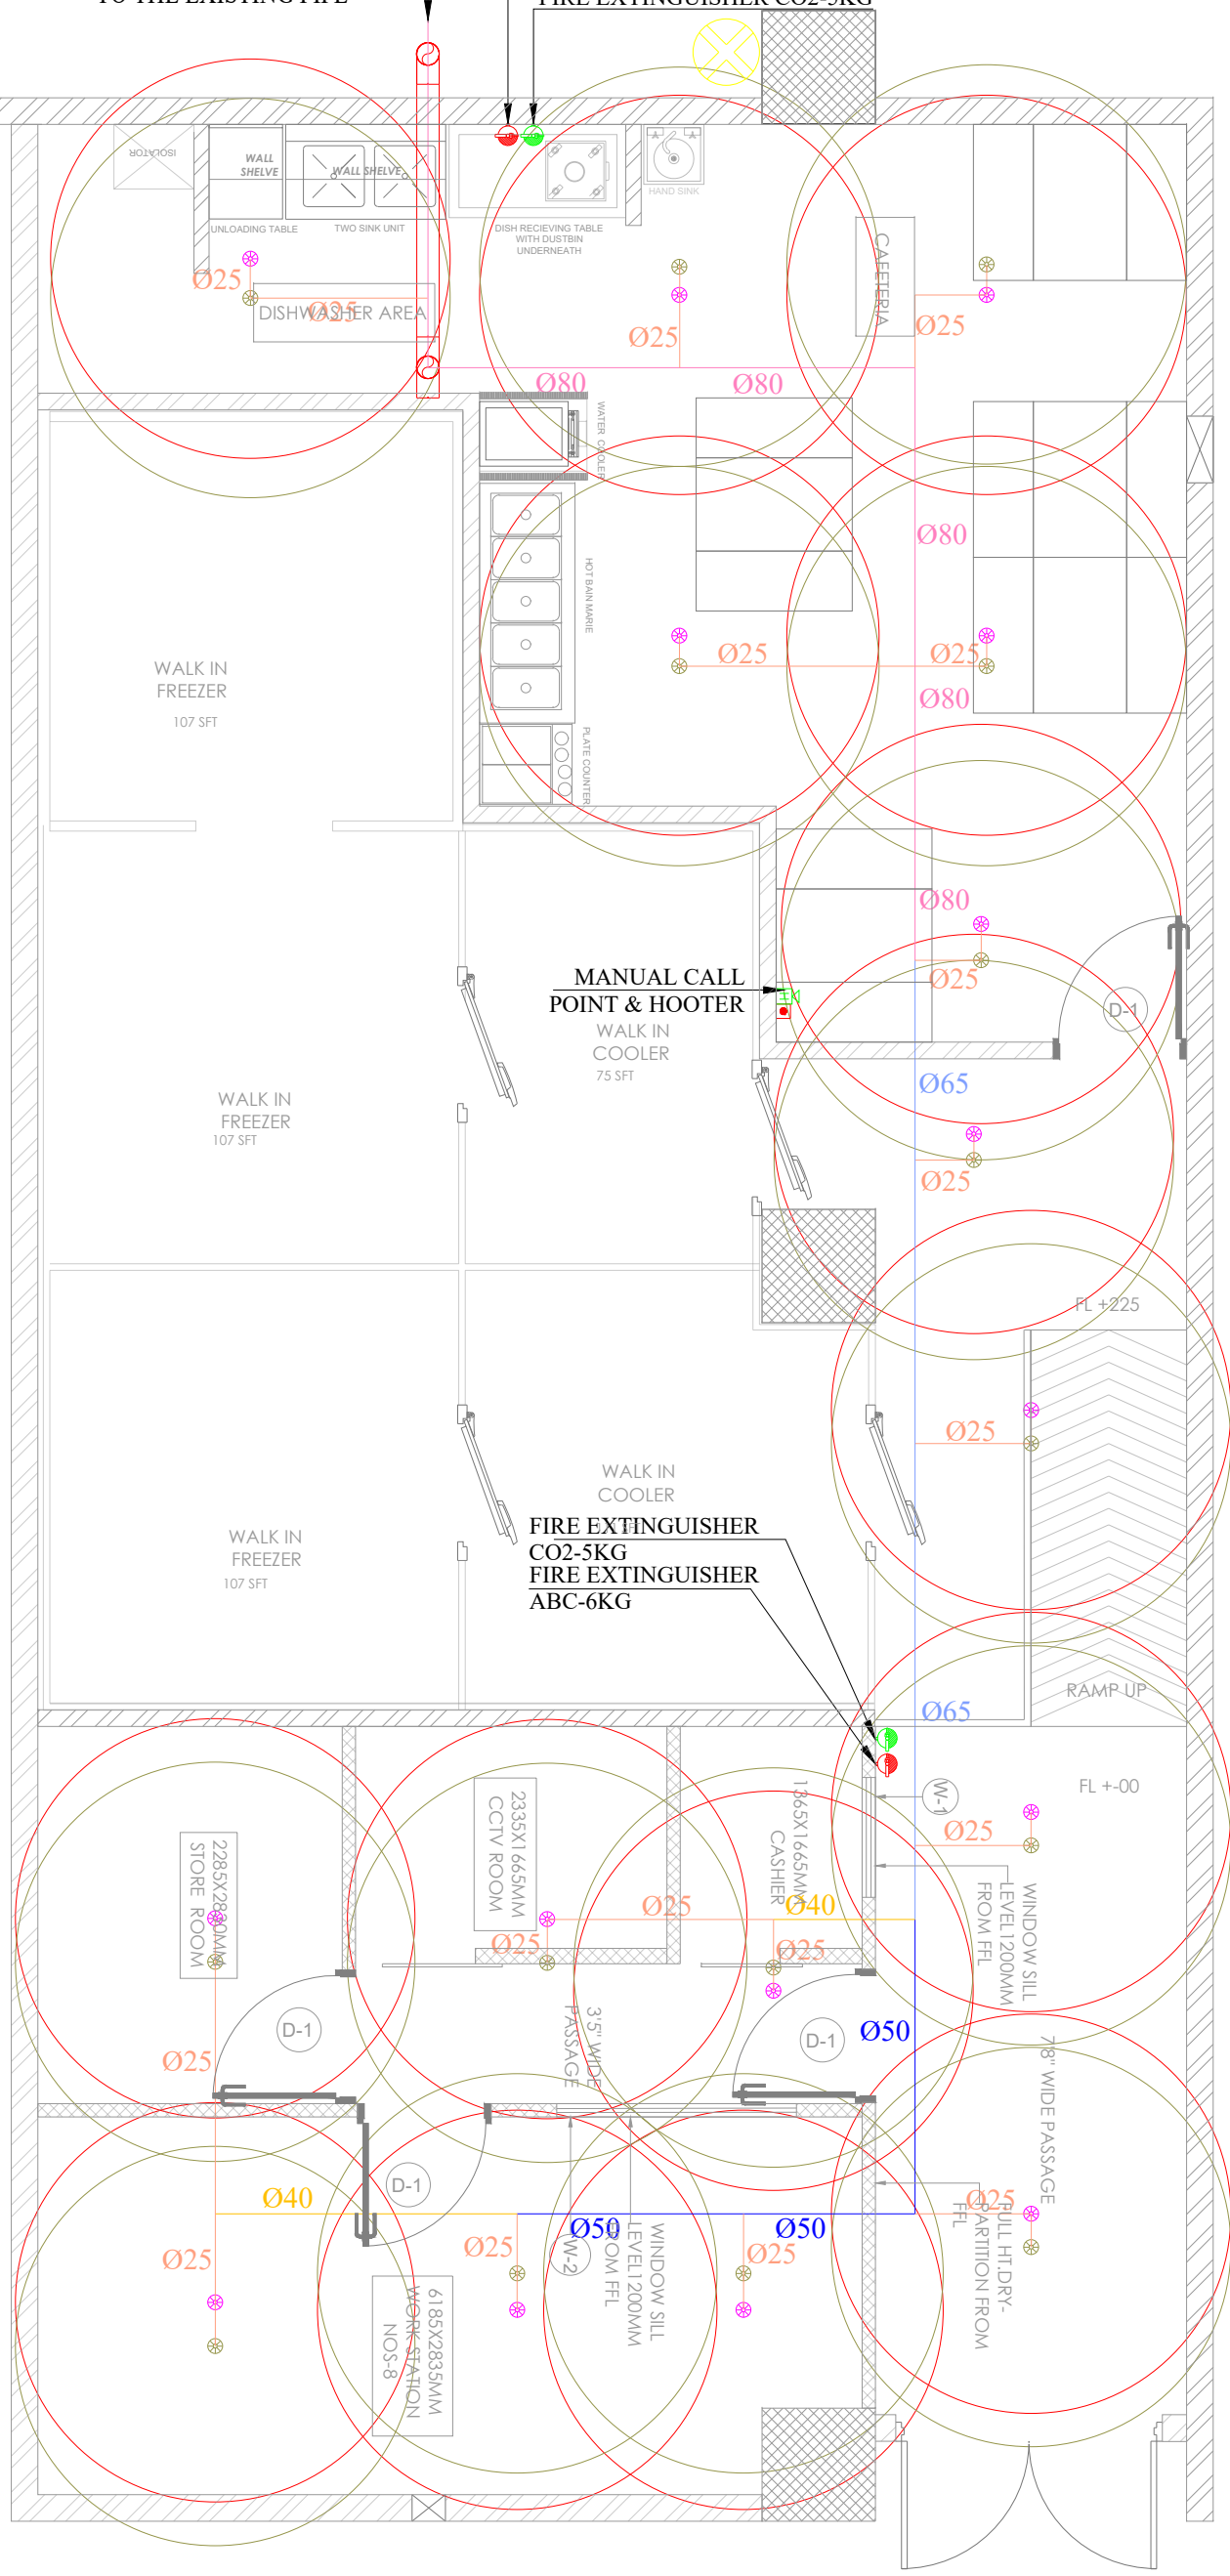 TO THE EXISTING PIPE
FIRE EXTINGUISHER CO2-5KG
ISOLATOR
WALL
SHELVE
WALL SHELVE
UNLOADING TABLE
TWO SINK UNIT
DISH RECIEVING TABLE
WITH DUSTBIN
UNDERNEATH
HAND SINK
A
A
CAFETERIA
Ø25
Ø25
DISHWASHER AREA
Ø25
Ø25
Ø80
Ø80
WATER COOLER
Ø80
HOT BAIN MARIE
Ø25
Ø25
WALK IN
FREEZER
107 SFT
Ø80
PLATE COUNTER
Ø80
Ø25
MANUAL CALL
POINT & HOOTER
D-1
WALK IN
COOLER
75 SFT
Ø65
WALK IN
FREEZER
107 SFT
Ø25
FL +225
Ø25
WALK IN
COOLER
FIRE EXTINGUISHER
CO2-5KG
WALK IN
FREEZER
107 SFT
FIRE EXTINGUISHER
ABC-6KG
RAMP UP
Ø65
FL +-00
W-1
2335X1665MM
CCTV ROOM
1365X1665MM
CASHIER
Ø25
STORE ROOM
Ø25
Ø40
Ø25
Ø25
WINDOW SILL
LEVEL1200MM
FROM FFL
D-1
3'5" WIDE
PASSAGE
D-1
Ø50
Ø25
7'8" WIDE PASSAGE
D-1
Ø40
Ø50
Ø50
Ø25
Ø25
Ø25
Ø25
W-2
WINDOW SILL
LEVEL1200MM
FROM FFL
FULL HT.DRY-
PARTITION FROM
FFL
6185X2835MM
WORK STATION
NOS-8